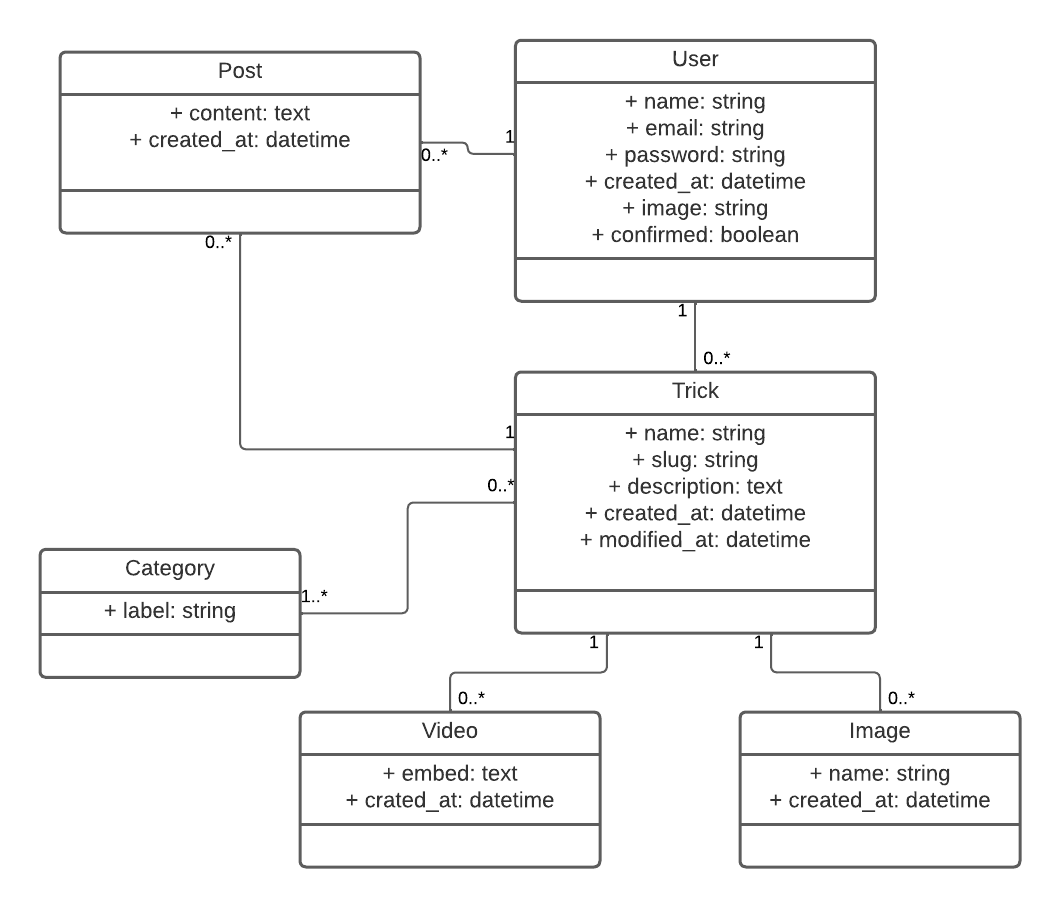 Post
+ content: text
+ created_at: datetime
0..*
1
User
+ name: string
+ email: string
+ password: string
+ created_at: datetime
+ image: string
+ confirmed: boolean
0..*
1
1
0..*
Trick
+ name: string
+ slug: string
+ description: text
+ created_at: datetime
+ modified_at: datetime
0..*
Category
+ label: string
1..*
1
1
0..*
0..*
Video
+ embed: text
+ crated_at: datetime
Image
+ name: string
+ created_at: datetime